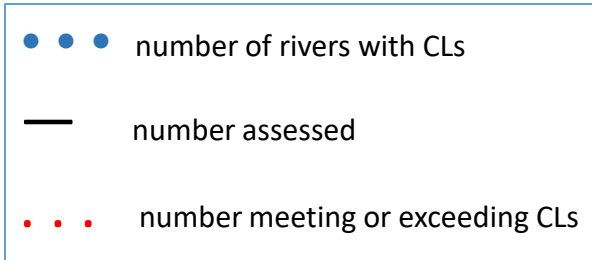 number of rivers with CLs
number assessed
number meeting or exceeding CLs